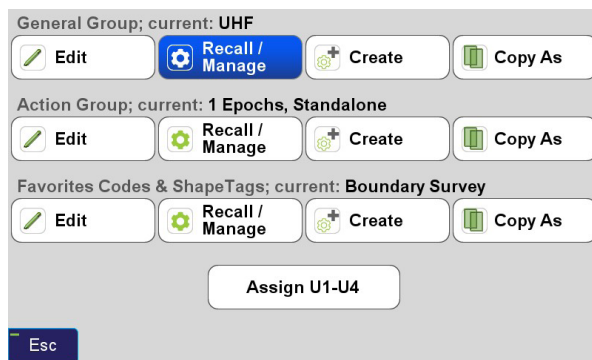 General Group; current: UHF
Edit
Recall /
Manage
Create
Copy As
Action Group; current: 1 Epochs, Standalone
Edit
Recall /
Manage
Create
Copy As
Favorites Codes & ShapeTags; current: Boundary Survey
Edit
Recall /
Manage
Create
Copy As
Assign U1-U4
Esc